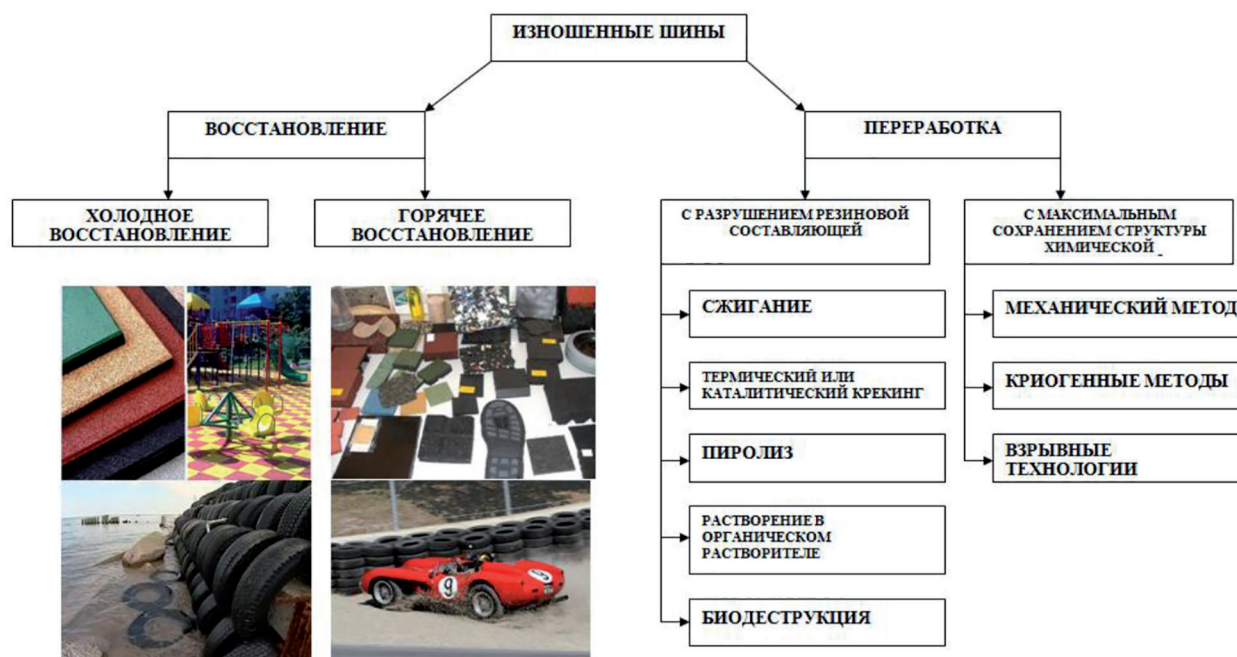 ИЗНОШЕННЫЕ ШИНЫ
ВОССТАНОВЛЕНИЕ
ПЕРЕРАБОТКА
ХОЛОДНОЕ
ВОССТАНОВЛЕНИЕ
ГОРЯЧЕЕ
ВОССТАНОВЛЕНИЕ
С РАЗРУШЕНИЕМ РЕЗИНОВОЙ
СОСТАВЛЯЮЩЕЙ
С МАКСИМАЛЬНЫМ
СОХРАНЕНИЕМ СТРУКТУРЫ
ХИМИЧЕСКОЙ
СЖИГАНИЕ
ТЕРМИЧЕСКИЙ ИЛИ
КАТАЛИТИЧЕСКИЙ КРЕКИНГ
ПИРОЛИЗ
РАСТВОРЕНИЕ В
ОРГАНИЧЕСКОМ
РАСТВОРИТЕЛЕ
БИОДЕСТРУКЦИЯ
МЕХАНИЧЕСКИЙ МЕТОД
КРИОГЕННЫЕ МЕТОДЫ
ВЗРЫВНЫЕ
ТЕХНОЛОГИИ
9
9